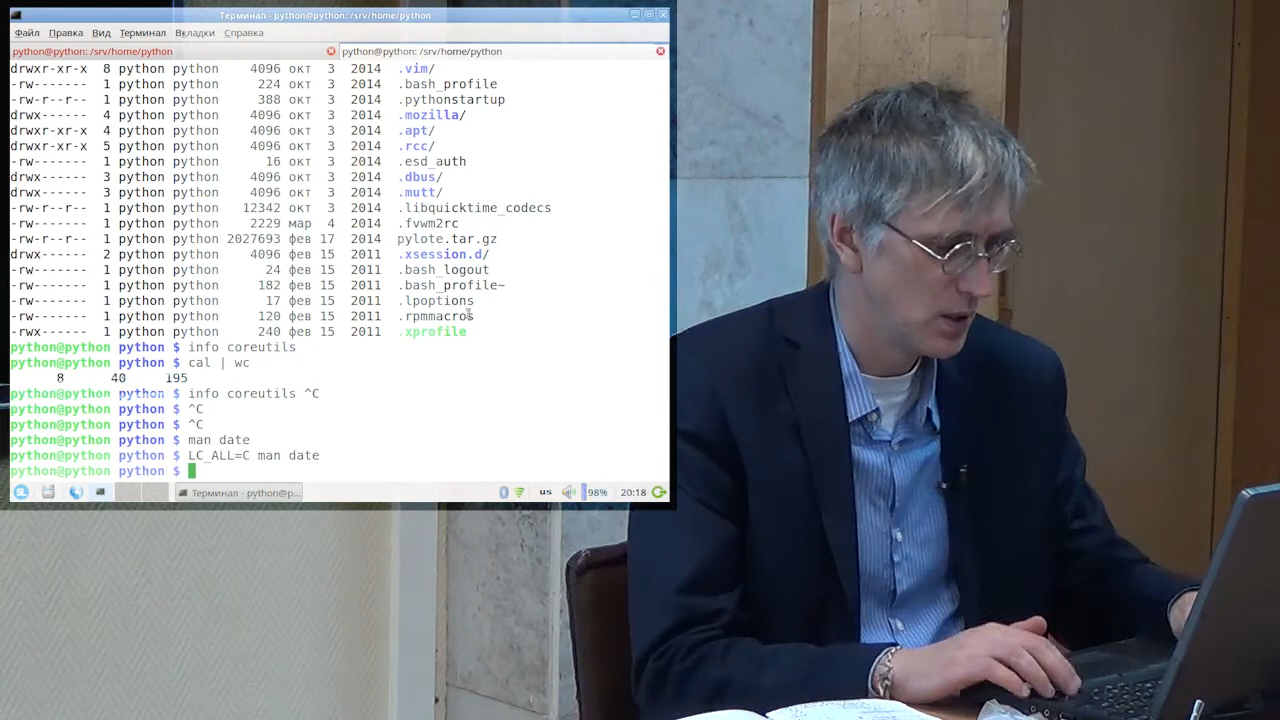 Терминал - python@python: /srv/home/python
Файл Правка Вид Терминал Вкладки Справка
python@python: /srv/home/python python@python: /srv/home/python
drwxr-xr-x 8 python python 4096 окт 3 2014 .vim/
-rw------- 1 python python 224 окт 3 2014 .bash_profile
-rw-r--r-- 1 python python 388 окт 3 2014 .pythonstartup
drwx------ 4 python python 4096 окт 3 2014 .mozilla/
drwxr-xr-x 4 python python 4096 окт 3 2014 .apt/
drwxr-xr-x 5 python python 4096 окт 3 2014 .rcc/
-rw------- 1 python python 16 окт 3 2014 .esd_auth
drwx------ 3 python python 4096 окт 3 2014 .dbus/
drwx------ 3 python python 4096 окт 3 2014 .mutt/
-rw-r--r-- 1 python python 12342 окт 3 2014 .libquicktime_codecs
-rw------- 1 python python 2229 мар 4 2014 .fvwm2rc
-rw-r--r-- 1 python python 2027693 фев 17 2014 pylote.tar.gz
drwx------ 2 python python 4096 фев 15 2011 .xsession.d/
-rw------- 1 python python 24 фев 15 2011 .bash_logout
-rw------- 1 python python 182 фев 15 2011 .bash_profile~
-rw------- 1 python python 17 фев 15 2011 .lpoptions
-rw------- 1 python python 120 фев 15 2011 .rpmmacros
-rwx------ 1 python python 240 фев 15 2011 .xprofile
python@python python $ info coreutils
python@python python $ cal | wc
8 40 195
python@python python $ info coreutils ^C
python@python python $ ^C
python@python python $ ^C
python@python python $ man date
python@python python $ LC_ALL=C man date
python@python python $
Терминал - python@p... us 98% 20:18